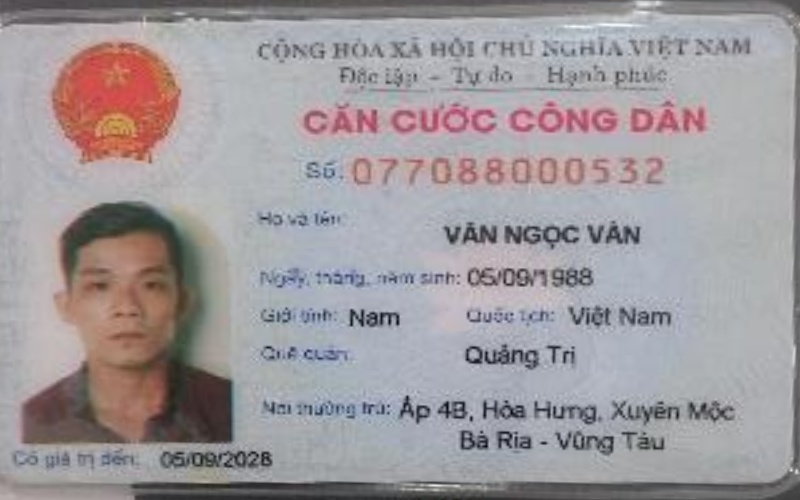 CỘNG HÒA XÃ HỘI CHỦ NGHĨA VIỆT NAM
Độc lập - Tự do - Hạnh phúc
CĂN CƯỚC CÔNG DÂN
Số: 077088000532
Họ và tên:
VĂN NGỌC VÂN
Ngày, tháng, năm sinh: 05/09/1988
Giới tính: Nam Quốc tịch: Việt Nam
Quê quán: Quảng Trị
Nơi thường trú: Ấp 4B, Hòa Hưng, Xuyên Mộc
Bà Rịa - Vũng Tàu
Có giá trị đến: 05/09/2028